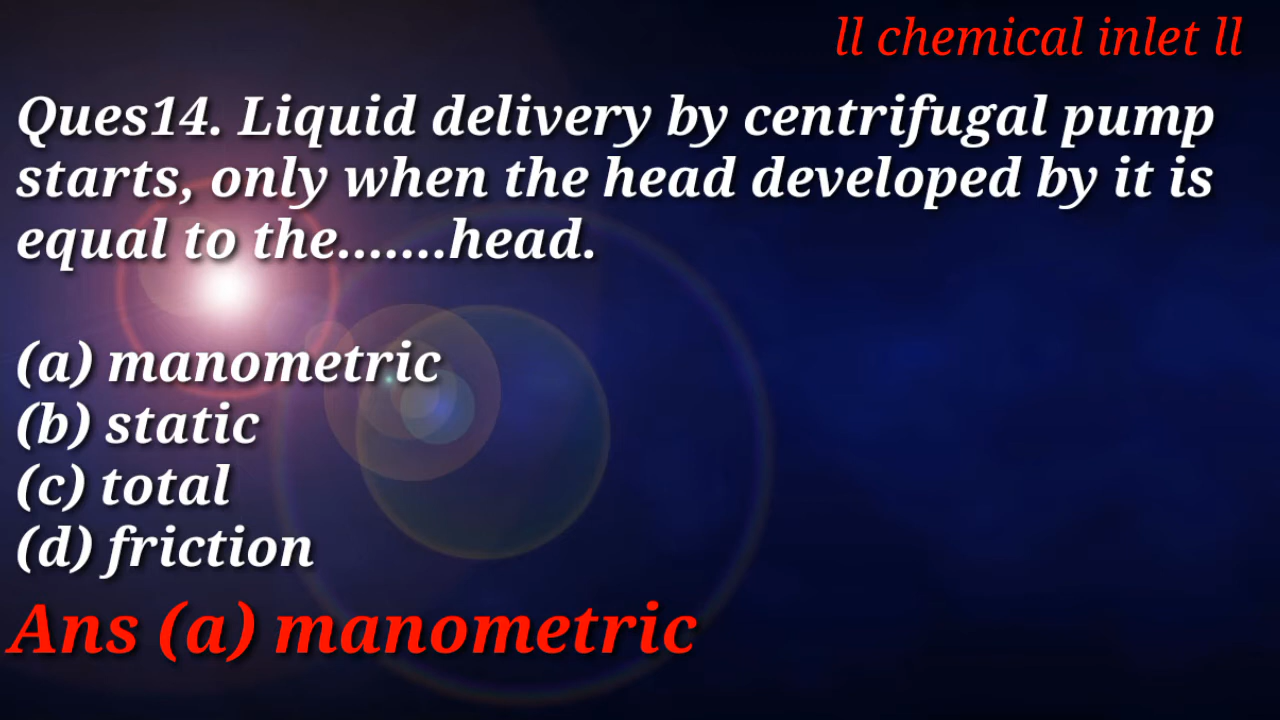 ll chemical inlet ll
Ques14. Liquid delivery by centrifugal pump
starts, only when the head developed by it is
equal to the.......head.
(a) manometric
(b) static
(c) total
(d) friction
Ans (a) manometric